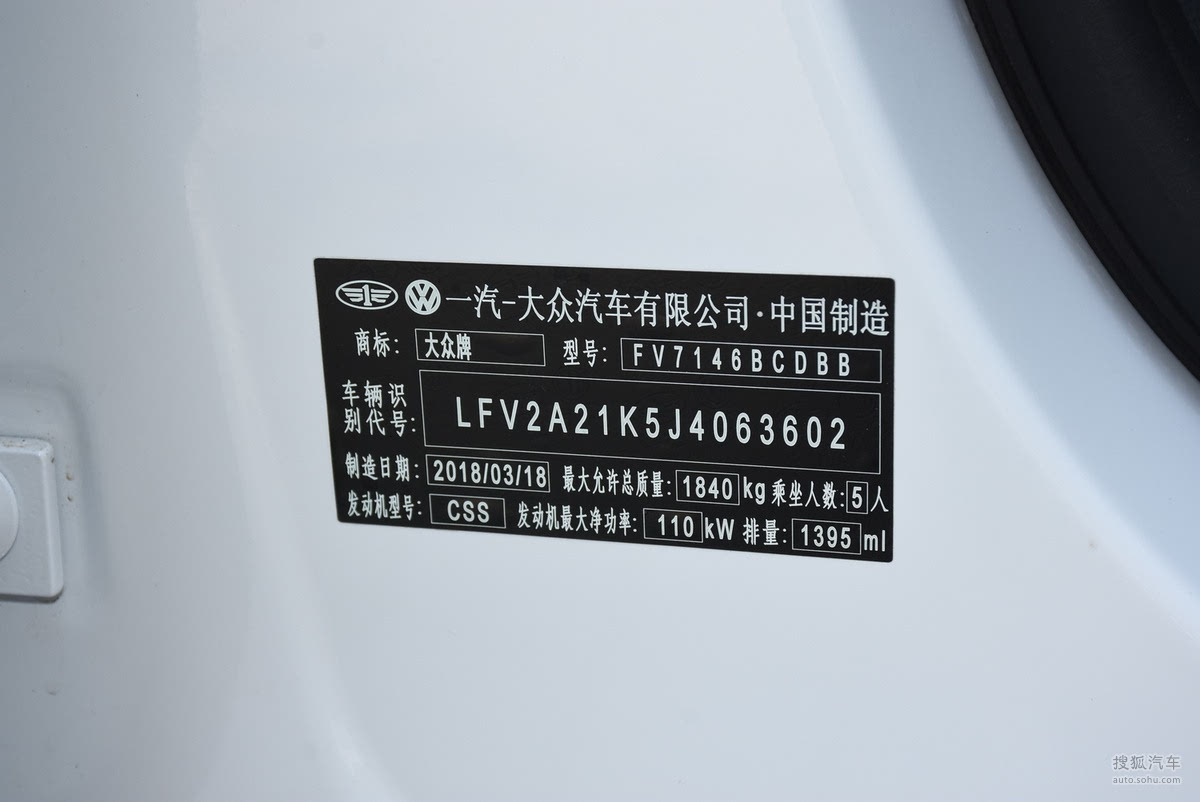 一汽-大众汽车有限公司·中国制造
商标: 大众牌 型号: FV7146BCDBB
车辆识别代号: LFV2A21K5J4063602
制造日期: 2018/03/18 最大允许总质量: 1840 kg 乘坐人数: 5 人
发动机型号: CSS 发动机最大净功率: 110 kW 排量: 1395 ml
搜狐汽车
auto.sohu.com